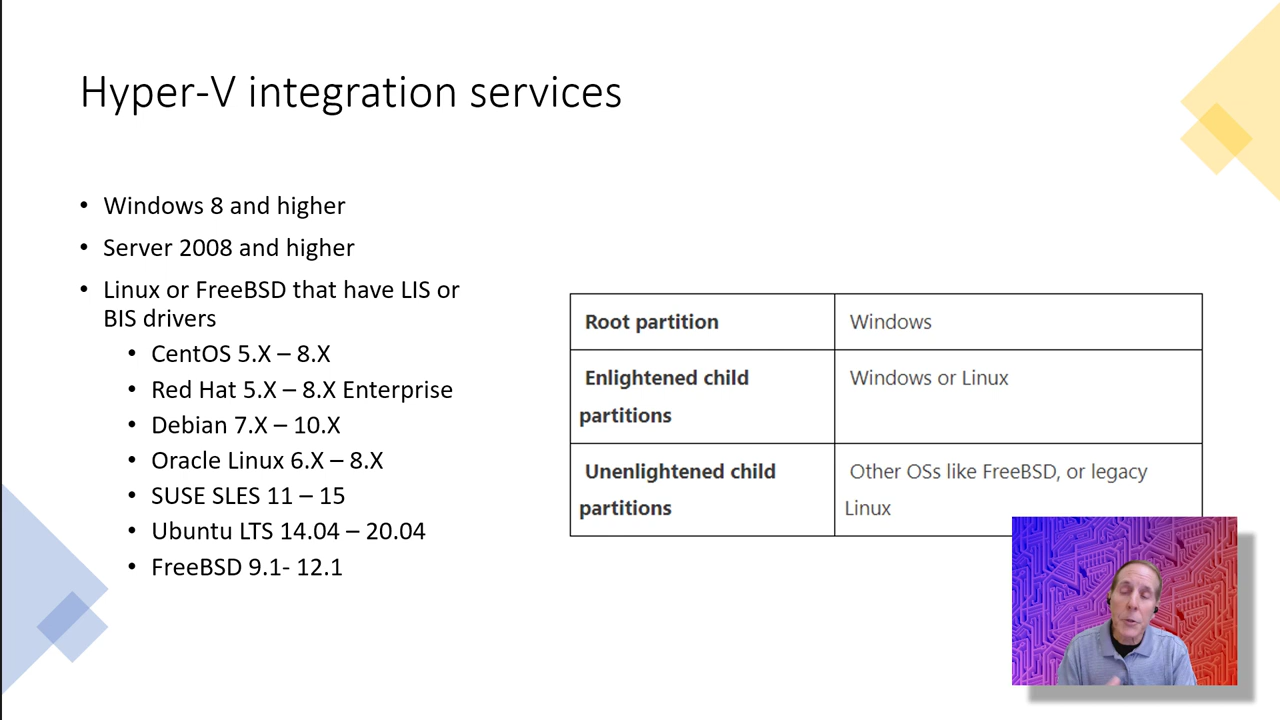 Hyper-V integration services
• Windows 8 and higher
• Server 2008 and higher
• Linux or FreeBSD that have LIS or
BIS drivers
• CentOS 5.X – 8.X
• Red Hat 5.X – 8.X Enterprise
• Debian 7.X – 10.X
• Oracle Linux 6.X – 8.X
• SUSE SLES 11 – 15
• Ubuntu LTS 14.04 – 20.04
• FreeBSD 9.1- 12.1
Root partition
Windows
Enlightened child
partitions
Windows or Linux
Unenlightened child
partitions
Other OSs like FreeBSD, or legacy
Linux